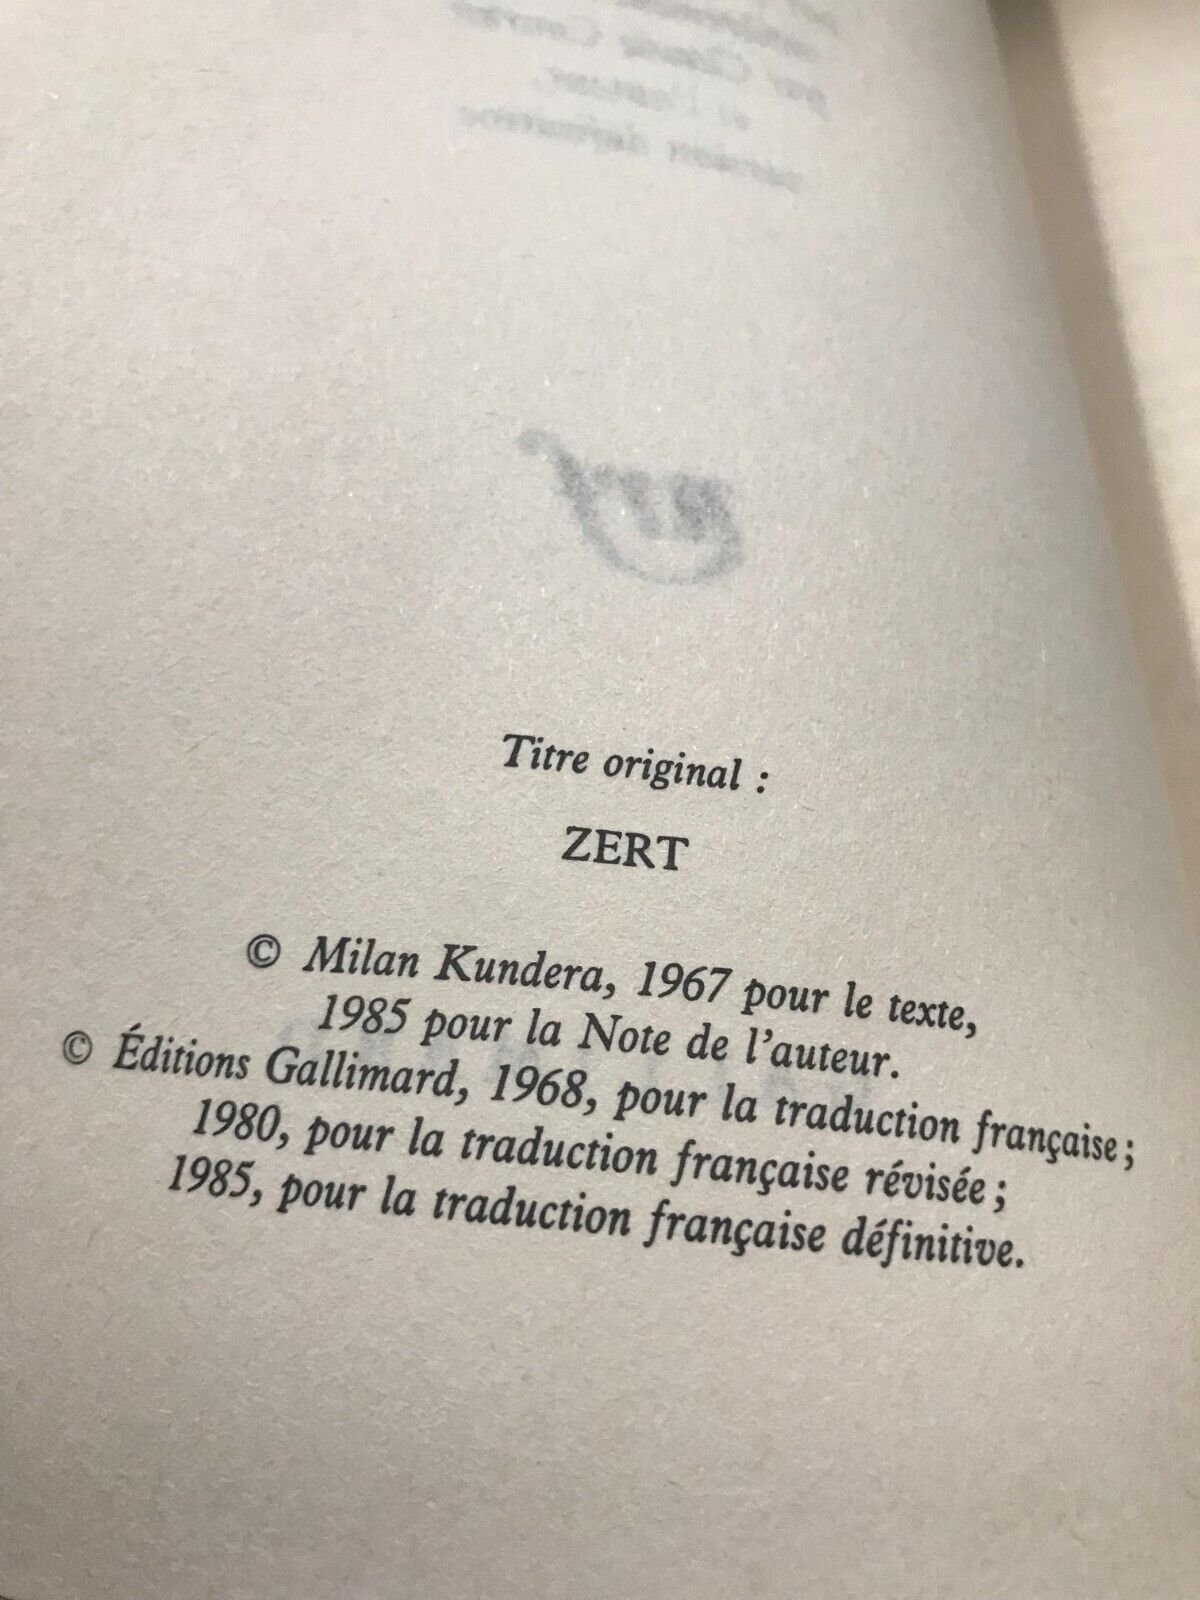 Titre original :
ZERT
© Milan Kundera, 1967 pour le texte,
1985 pour la Note de l'auteur.
© Éditions Gallimard, 1968, pour la traduction française ;
1980, pour la traduction française révisée ;
1985, pour la traduction française définitive.